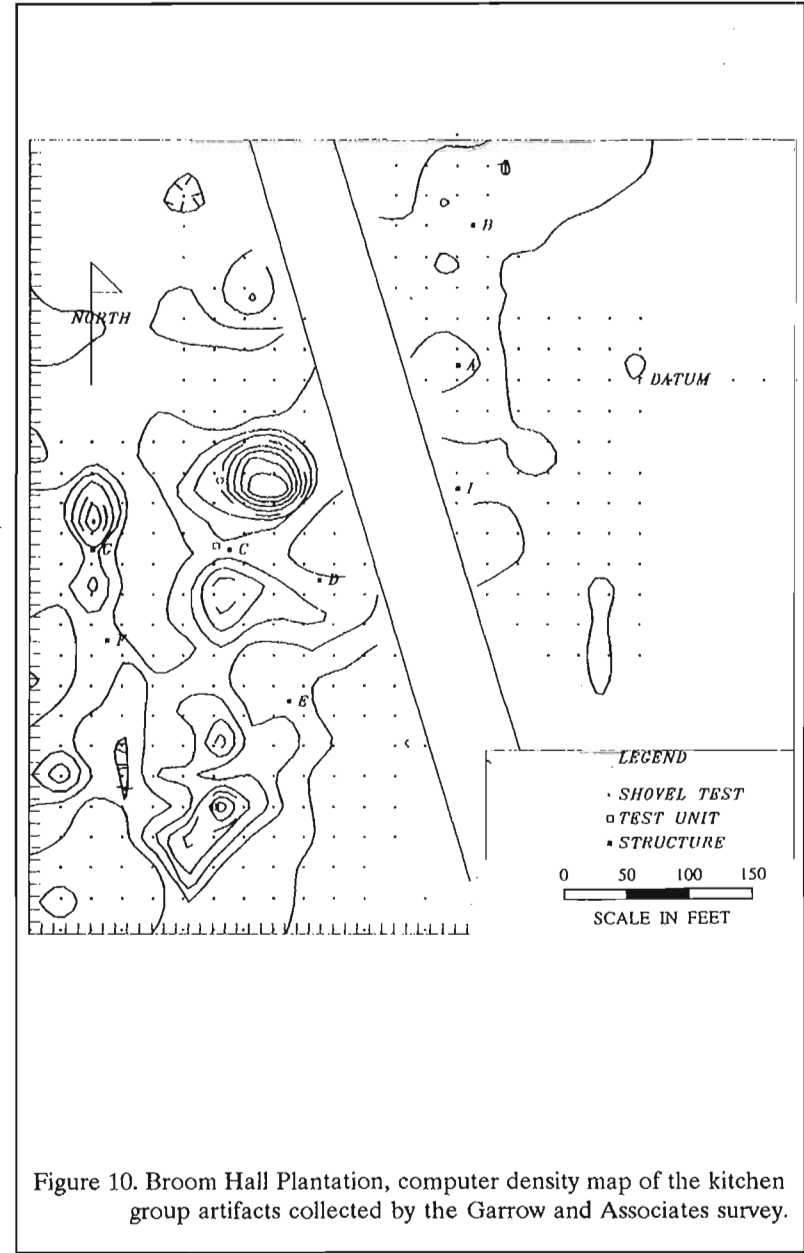 B
NORTH
A
DATUM
I
G
C
D
F
E
LEGEND
SHOVEL TEST
TEST UNIT
STRUCTURE
0 50 100 150
SCALE IN FEET
Figure 10. Broom Hall Plantation, computer density map of the kitchen
group artifacts collected by the Garrow and Associates survey.